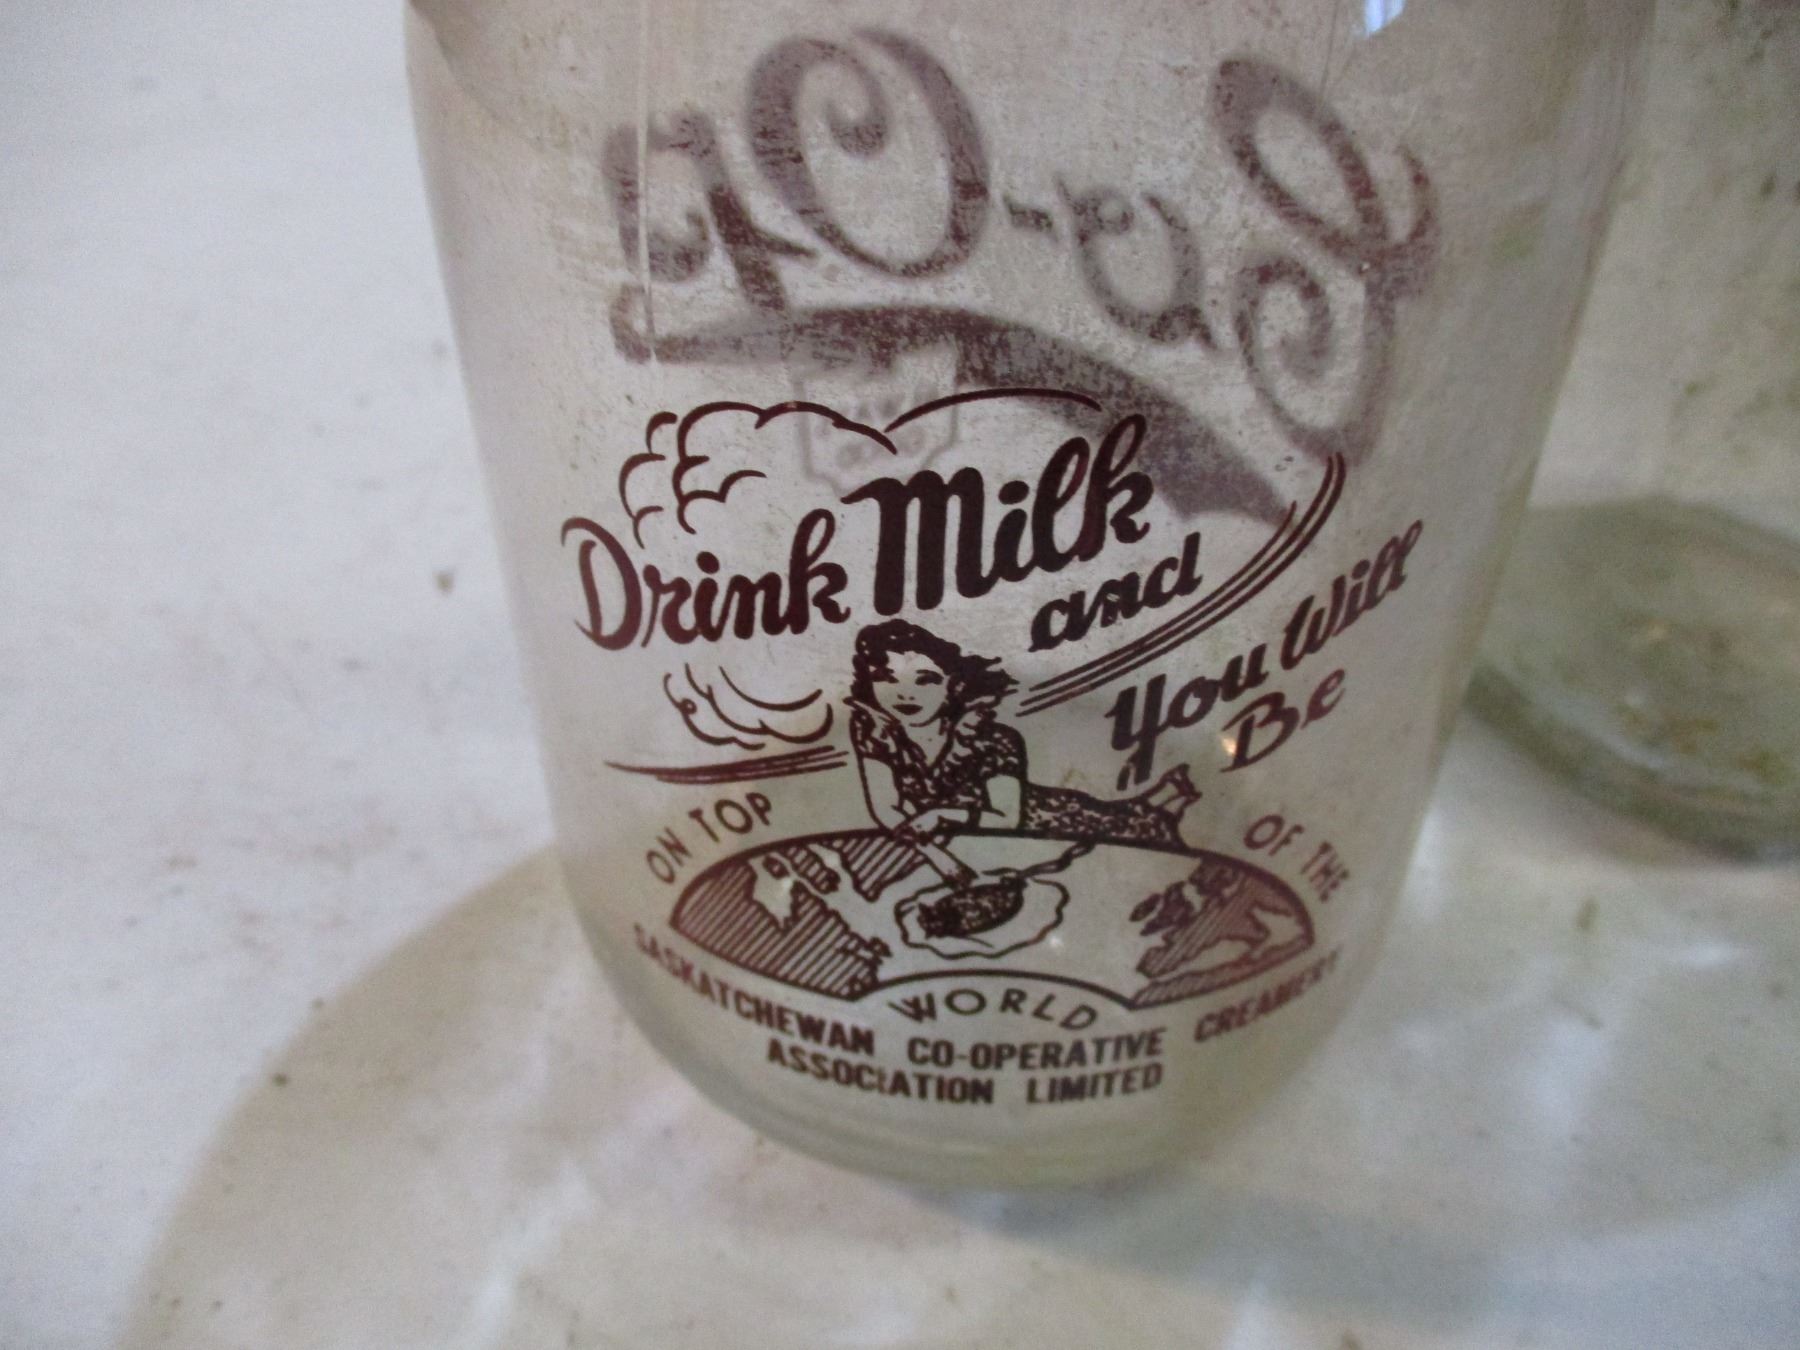 Co-Op
Drink Milk
and
You Will
Be
ON TOP OF THE
WORLD
SASKATCHEWAN CO-OPERATIVE CREAMERY
ASSOCIATION LIMITED